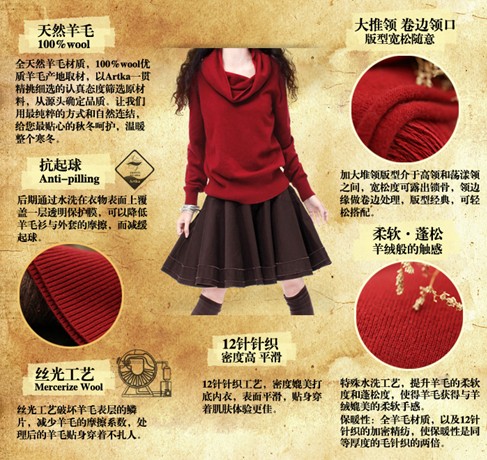 天然羊毛
100%wool
全天然羊毛材质，100%wool优
质羊毛产地取材，以Artka一贯
精挑细选的认真态度筛选原材
料，从源头确定品质。让我们
用最纯粹的方式和自然连结，
给您最贴心的秋冬呵护，温暖
整个寒冬。
抗起球
Anti-pilling
后期通过水洗在衣物表面上覆
盖一层透明保护膜，可以降低
羊毛衫与外套的摩擦，而减缓
起球。
丝光工艺
Mercerize Wool
丝光工艺破坏羊毛表层的鳞
片，减少羊毛的摩擦系数，处
理后的羊毛贴身穿着不扎人。
12针针织
密度高 平滑
12针针织工艺，密度媲美打
底内衣，表面平滑，贴身穿
着肌肤体验更佳。
大堆领 卷边领口
版型宽松随意
加大堆领版型介于高领和荡漾领
之间，宽松度可露出锁骨，领边
缘做卷边处理，版型经典，可轻
松搭配。
柔软·蓬松
羊绒般的触感
特殊水洗工艺，提升羊毛的柔软
度和蓬松度，使得羊毛获得与羊
绒媲美的柔软手感。
保暖性：全羊毛材质，以及12针
针织的加密精纺，使保暖性是同
等厚度的毛针织的两倍。